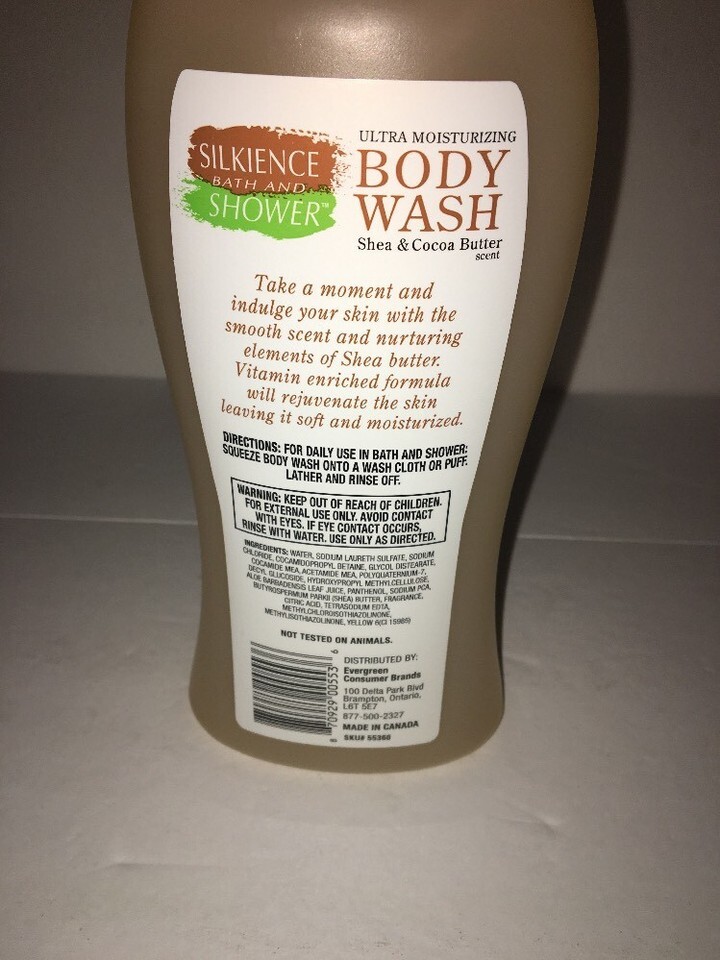 SILKIENCE
BATH AND
SHOWER™
ULTRA MOISTURIZING
BODY
WASH
Shea & Cocoa Butter
scent
Take a moment and
indulge your skin with the
smooth scent and nurturing
elements of Shea butter.
Vitamin enriched formula
will rejuvenate the skin
leaving it soft and moisturized.
DIRECTIONS: FOR DAILY USE IN BATH AND SHOWER:
SQUEEZE BODY WASH ONTO A WASH CLOTH OR PUFF.
LATHER AND RINSE OFF.
WARNING: KEEP OUT OF REACH OF CHILDREN.
FOR EXTERNAL USE ONLY. AVOID CONTACT
WITH EYES. IF EYE CONTACT OCCURS,
RINSE WITH WATER. USE ONLY AS DIRECTED.
INGREDIENTS: WATER, SODIUM LAURETH SULFATE, SODIUM
CHLORIDE, COCAMIDOPROPYL BETAINE, GLYCOL DISTEARATE,
COCAMIDE MEA, ACETAMIDE MEA, POLYQUATERNIUM-7,
DECYL GLUCOSIDE, HYDROXYPROPYL METHYLCELLULOSE,
ALOE BARBADENSIS LEAF JUICE, PANTHENOL, SODIUM PCA,
BUTYROSPERMUM PARKII (SHEA) BUTTER, FRAGRANCE,
CITRIC ACID, TETRASODIUM EDTA,
METHYLCHLOROISOTHIAZOLINONE,
METHYLISOTHIAZOLINONE, YELLOW 6(CI 15985)
NOT TESTED ON ANIMALS.
8 70929 00553 6
DISTRIBUTED BY:
Evergreen
Consumer Brands
100 Delta Park Blvd
Brampton, Ontario,
L6T 5E7
877-500-2327
MADE IN CANADA
SKU# 55368